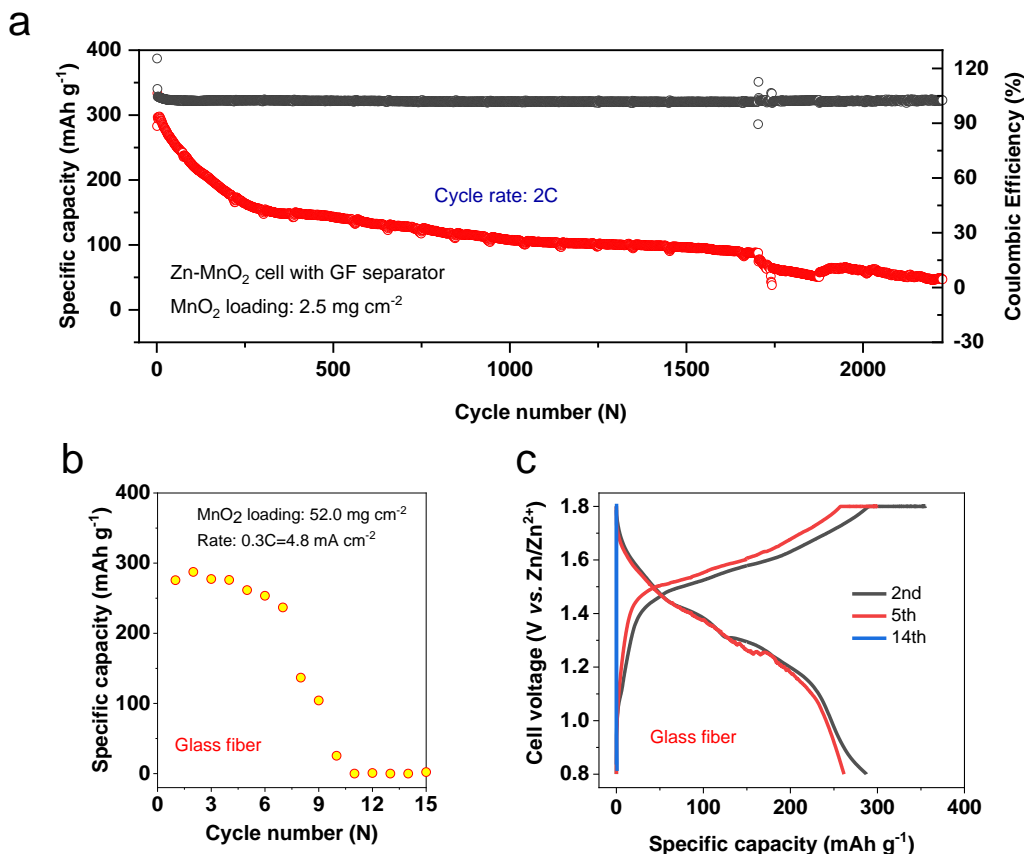 a
400
300
200
100
0
Specific capacity (mAh g⁻¹)
120
90
60
30
0
-30
Coulombic Efficiency (%)
Cycle rate: 2C
Zn-MnO₂ cell with GF separator
MnO₂ loading: 2.5 mg cm⁻²
0 500 1000 1500 2000
Cycle number (N)
b
400
300
200
100
0
Specific capacity (mAh g⁻¹)
MnO₂ loading: 52.0 mg cm⁻²
Rate: 0.3C=4.8 mA cm⁻²
Glass fiber
0 3 6 9 12 15
Cycle number (N)
c
1.8
1.6
1.4
1.2
1.0
0.8
Cell voltage (V vs. Zn/Zn²⁺)
2nd
5th
14th
Glass fiber
0 100 200 300 400
Specific capacity (mAh g⁻¹)